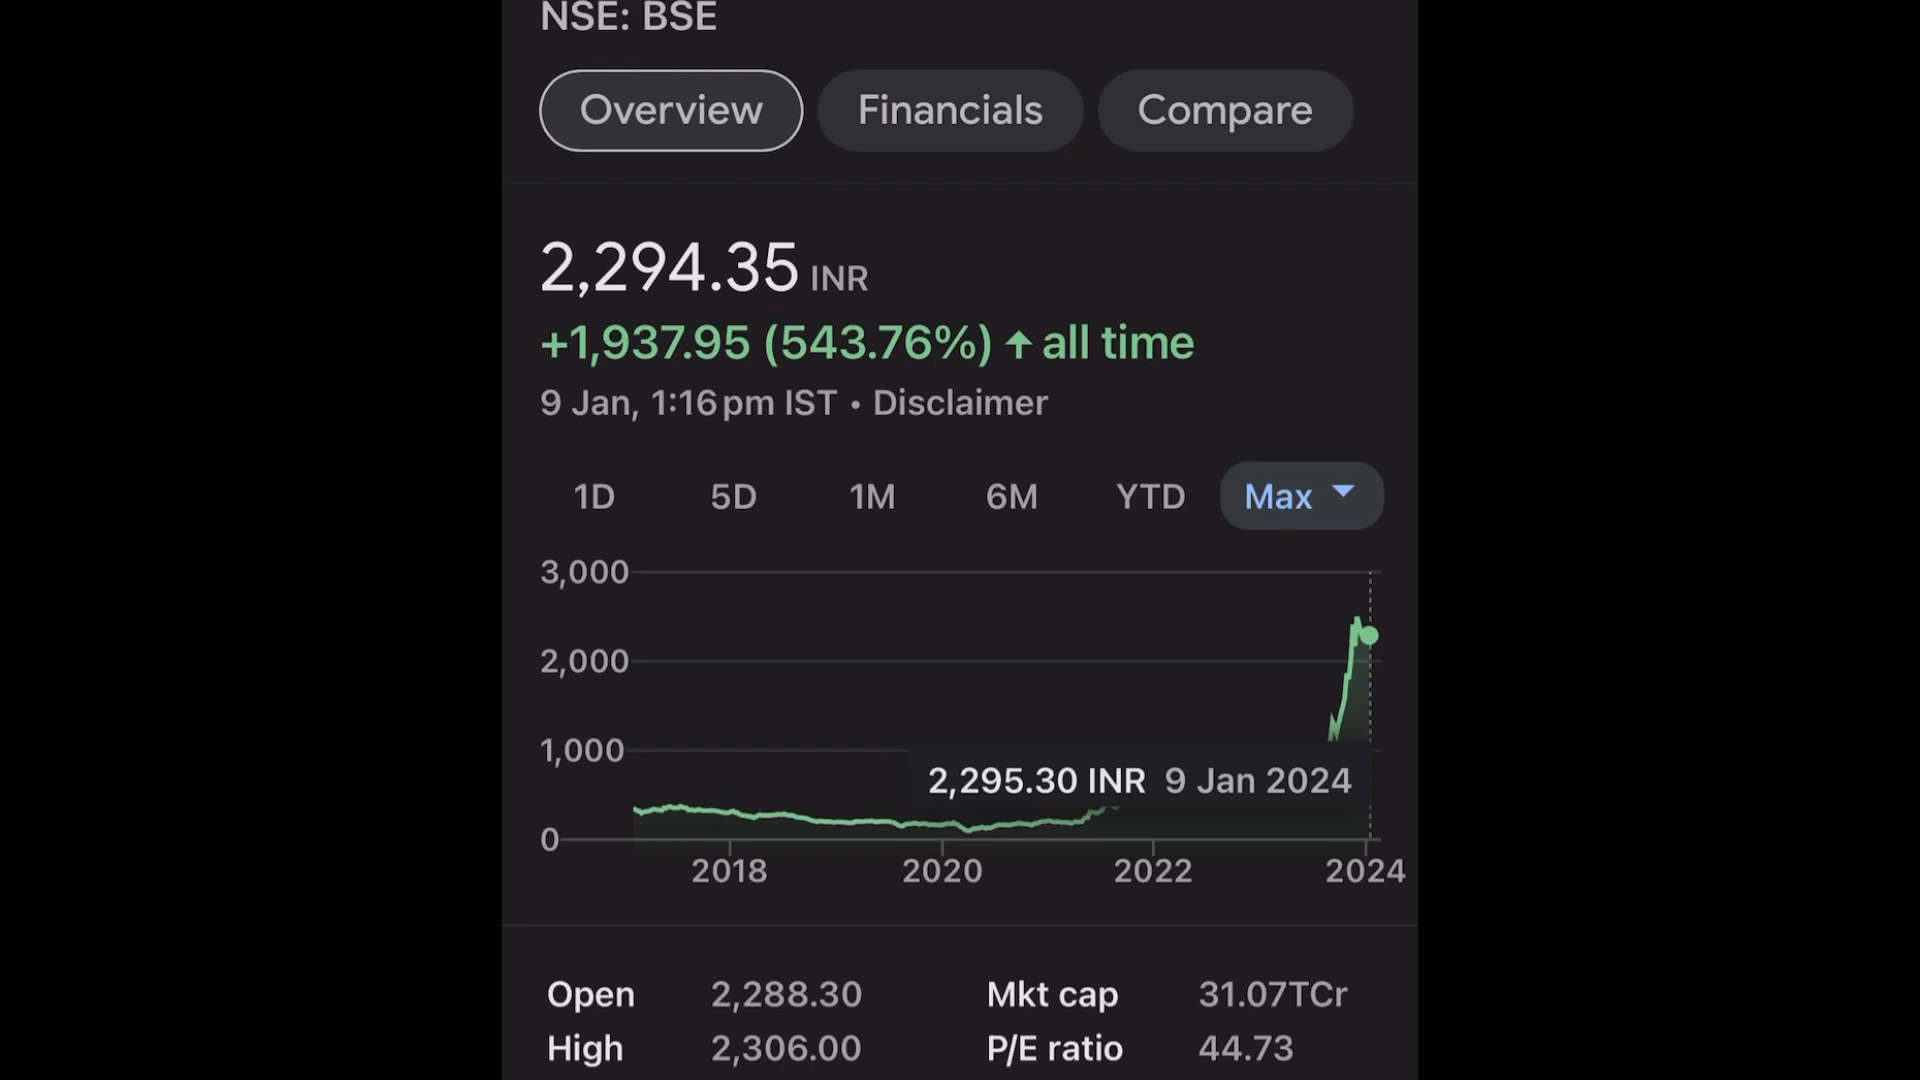 NSE: BSE
Overview Financials Compare
2,294.35 INR
+1,937.95 (543.76%) ↑ all time
9 Jan, 1:16 pm IST • Disclaimer
1D 5D 1M 6M YTD Max
3,000
2,000
1,000
2,295.30 INR 9 Jan 2024
0
2018 2020 2022 2024
Open 2,288.30 Mkt cap 31.07TCr
High 2,306.00 P/E ratio 44.73